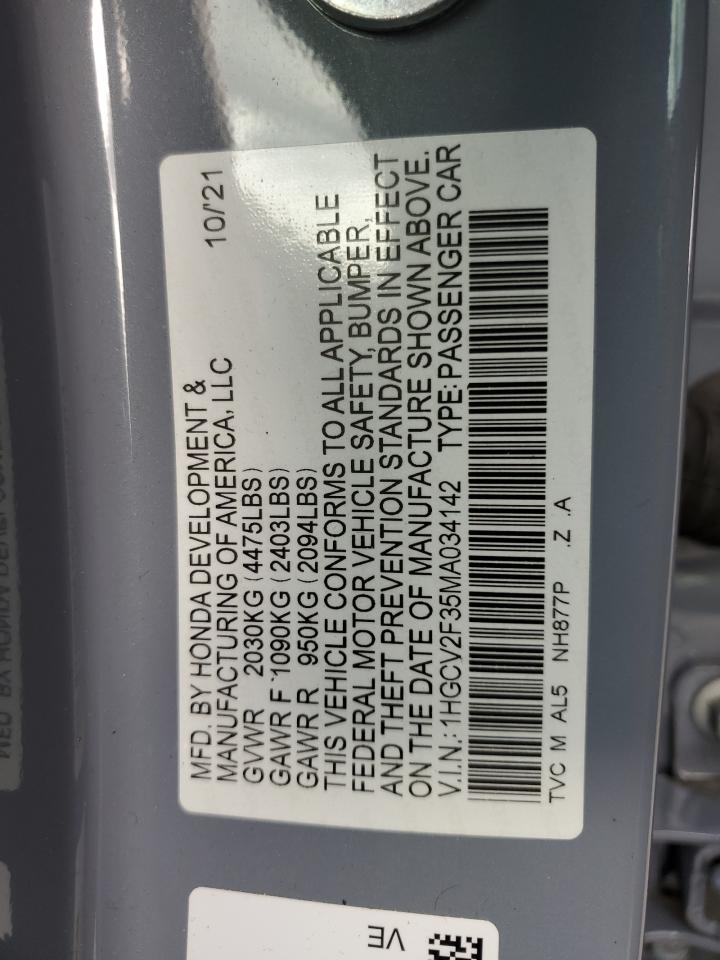 MFD. BY HONDA DEVELOPMENT &
MANUFACTURING OF AMERICA, LLC 10/'21
GVWR 2030KG (4475LBS)
GAWR F 1090KG (2403LBS)
GAWR R 950KG (2094LBS)
THIS VEHICLE CONFORMS TO ALL APPLICABLE
FEDERAL MOTOR VEHICLE SAFETY, BUMPER,
AND THEFT PREVENTION STANDARDS IN EFFECT
ON THE DATE OF MANUFACTURE SHOWN ABOVE.
V.I.N.: 1HGCV2F35MA034142 TYPE: PASSENGER CAR
TVC M AL5 NH877P .Z .A
VE